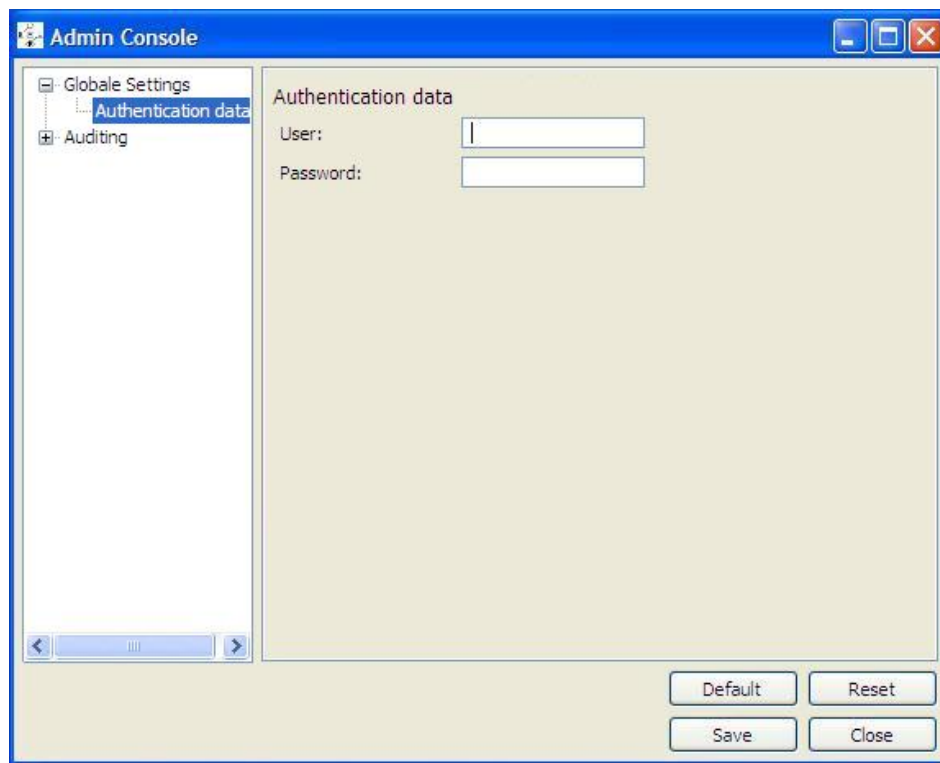 Admin Console
Globale Settings
Authentication data
Auditing
Authentication data
User:
Password:
Default
Reset
Save
Close